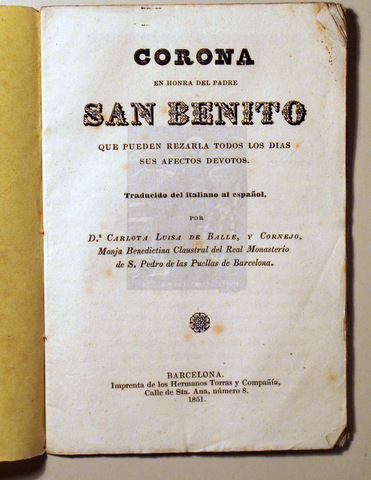 CORONA
EN HONRA DEL PADRE
SAN BENITO
QUE PUEDEN REZARLA TODOS LOS DIAS
SUS AFECTOS DEVOTOS.
Traducido del italiano al español,
POR
D.ª CARLOTA LUISA DE BALLE, Y CORNEJO,
Monja Benedictina Claustral del Real Monasterio
de S. Pedro de las Puellas de Barcelona.
BARCELONA.
Imprenta de los Hermanos Torras y Compañía,
Calle de Sta. Ana, número 8.
1851.